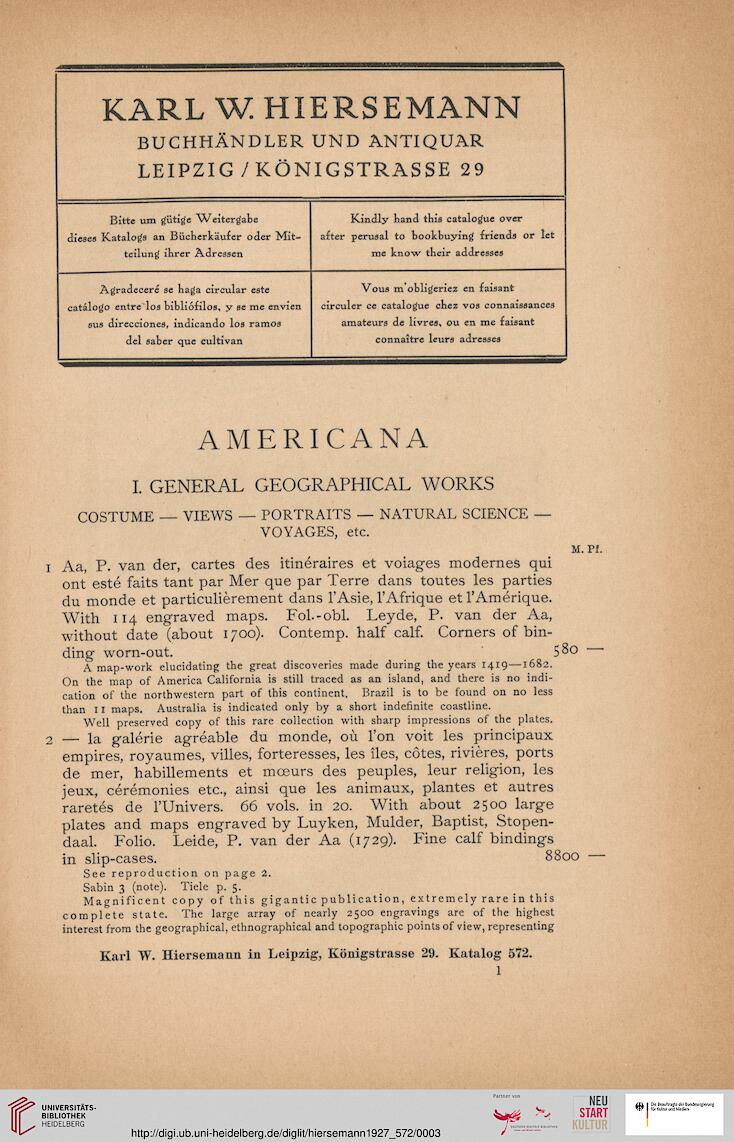 KARL W. HIERSEMANN
BUCHHÄNDLER UND ANTIQUAR
LEIPZIG / KÖNIGSTRASSE 29
Bitte um gütige Weitergabe
dieses Katalogs an Bücherkäufer oder Mit-
teilung ihrer Adressen
Kindly hand this catalogue over
after perusal to bookbuying friends or let
me know their addresses
Agradeceré se haga circular este
catálogo entre los bibliófilos, y se me envien
sus direcciones, indicando los ramos
del saber que cultivan
Vous m'obligeriez en faisant
circuler ce catalogue chez vos connaissances
amateurs de livres, ou en me faisant
connaître leurs adresses
AMERICANA
I. GENERAL GEOGRAPHICAL WORKS
COSTUME — VIEWS — PORTRAITS — NATURAL SCIENCE —
VOYAGES, etc.
M. Pf.
1 Aa, P. van der, cartes des itinéraires et voiages modernes qui
ont esté faits tant par Mer que par Terre dans toutes les parties
du monde et particulièrement dans l'Asie, l'Afrique et l'Amérique.
With 114 engraved maps. Fol.-obl. Leyde, P. van der Aa,
without date (about 1700). Contemp. half calf. Corners of bin-
ding worn-out. 580 —
A map-work elucidating the great discoveries made during the years 1419—1682.
On the map of America California is still traced as an island, and there is no indi-
cation of the northwestern part of this continent. Brazil is to be found on no less
than 11 maps. Australia is indicated only by a short indefinite coastline.
Well preserved copy of this rare collection with sharp impressions of the plates.
2 — la galérie agréable du monde, où l'on voit les principaux
empires, royaumes, villes, forteresses, les îles, côtes, rivières, ports
de mer, habillements et mœurs des peuples, leur religion, les
jeux, cérémonies etc., ainsi que les animaux, plantes et autres
raretés de l'Univers. 66 vols. in 20. With about 2500 large
plates and maps engraved by Luyken, Mulder, Baptist, Stopen-
daal. Folio. Leide, P. van der Aa (1729). Fine calf bindings
in slip-cases. 8800 —
See reproduction on page 2.
Sabin 3 (note). Tiele p. 5.
Magnificent copy of this gigantic publication, extremely rare in this
complete state. The large array of nearly 2500 engravings are of the highest
interest from the geographical, ethnographical and topographic points of view, representing
Karl W. Hiersemann in Leipzig, Königstrasse 29. Katalog 572.
1
UNIVERSITÄTS-
BIBLIOTHEK
HEIDELBERG
http://digi.ub.uni-heidelberg.de/diglit/hiersemann1927_572/0003
Partner von
DEUTSCHE DIGITALE BIBLIOTHEK
NEU
START
KULTUR
Die Beauftragte der Bundesregierung
für Kultur und Medien